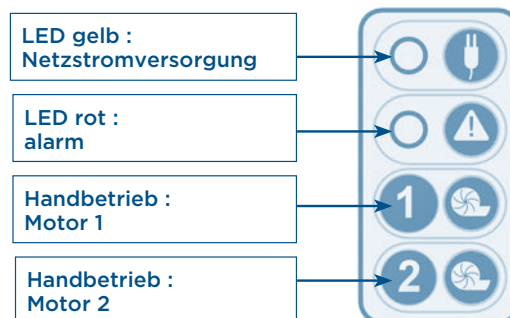 LED gelb :
Netzstromversorgung
LED rot :
alarm
Handbetrieb :
Motor 1
1
Handbetrieb :
Motor 2
2